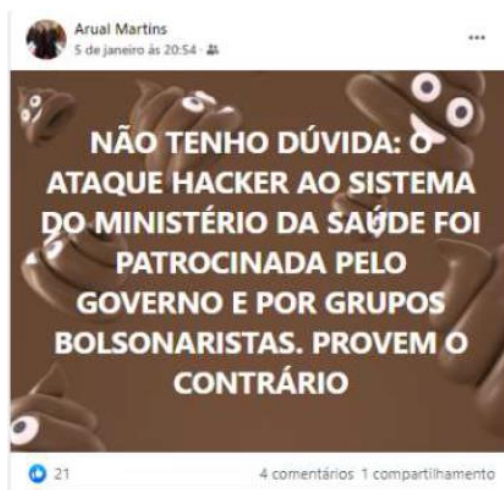 Arual Martins
5 de janeiro às 20:54 ·
...
NÃO TENHO DÚVIDA: O
ATAQUE HACKER AO SISTEMA
DO MINISTÉRIO DA SAÚDE FOI
PATROCINADA PELO
GOVERNO E POR GRUPOS
BOLSONARISTAS. PROVEM O
CONTRÁRIO
21 4 comentários 1 compartilhamento